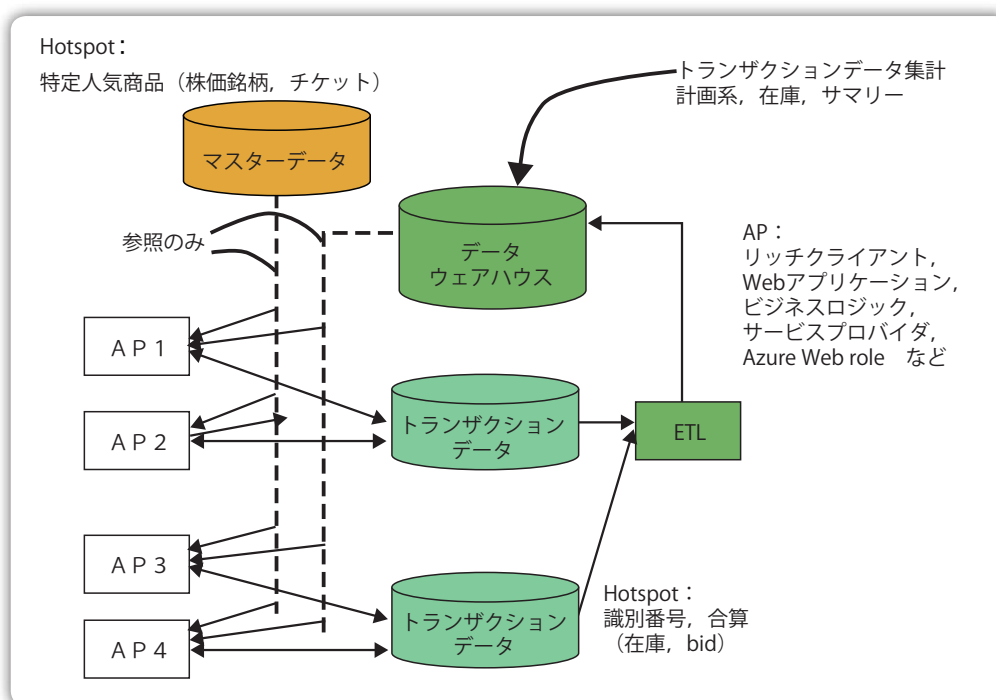 Hotspot：
特定人気商品（株価銘柄，チケット）
トランザクションデータ集計
計画系，在庫，サマリー
マスターデータ
参照のみ
データ
ウェアハウス
AP：
リッチクライアント，
Webアプリケーション，
ビジネスロジック，
サービスプロバイダ，
Azure Web role　など
ＡＰ１
ＡＰ２
トランザクション
データ
ETL
ＡＰ３
ＡＰ４
トランザクション
データ
Hotspot：
識別番号，合算
（在庫，bid）